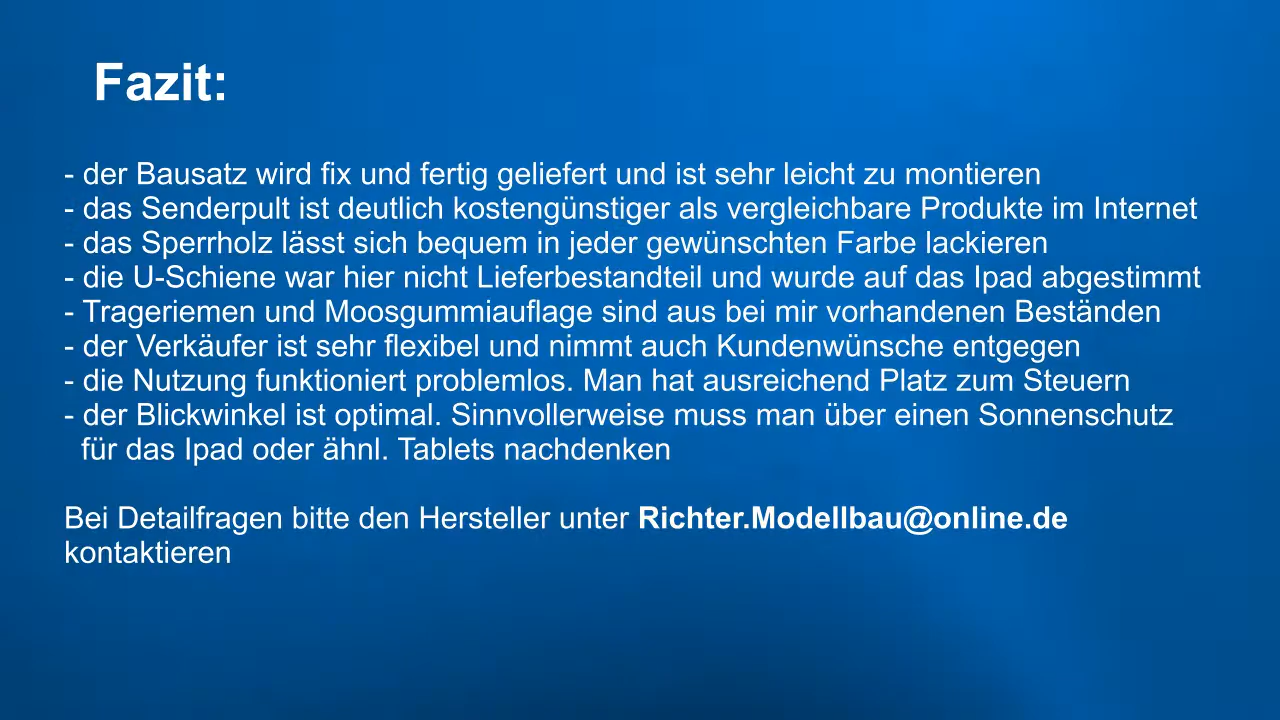 Fazit:
- der Bausatz wird fix und fertig geliefert und ist sehr leicht zu montieren
- das Senderpult ist deutlich kostengünstiger als vergleichbare Produkte im Internet
- das Sperrholz lässt sich bequem in jeder gewünschten Farbe lackieren
- die U-Schiene war hier nicht Lieferbestandteil und wurde auf das Ipad abgestimmt
- Trageriemen und Moosgummiauflage sind aus bei mir vorhandenen Beständen
- der Verkäufer ist sehr flexibel und nimmt auch Kundenwünsche entgegen
- die Nutzung funktioniert problemlos. Man hat ausreichend Platz zum Steuern
- der Blickwinkel ist optimal. Sinnvollerweise muss man über einen Sonnenschutz
für das Ipad oder ähnl. Tablets nachdenken
Bei Detailfragen bitte den Hersteller unter Richter.Modellbau@online.de
kontaktieren